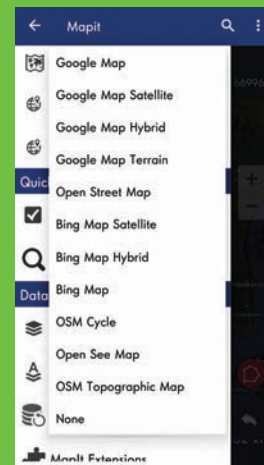 Mapit
Google Map
Google Map Satellite
Google Map Hybrid
Google Map Terrain
Quic
Open Street Map
Bing Map Satellite
Bing Map Hybrid
Data
Bing Map
OSM Cycle
Open See Map
OSM Topographic Map
None
MapIt Extensions
66996